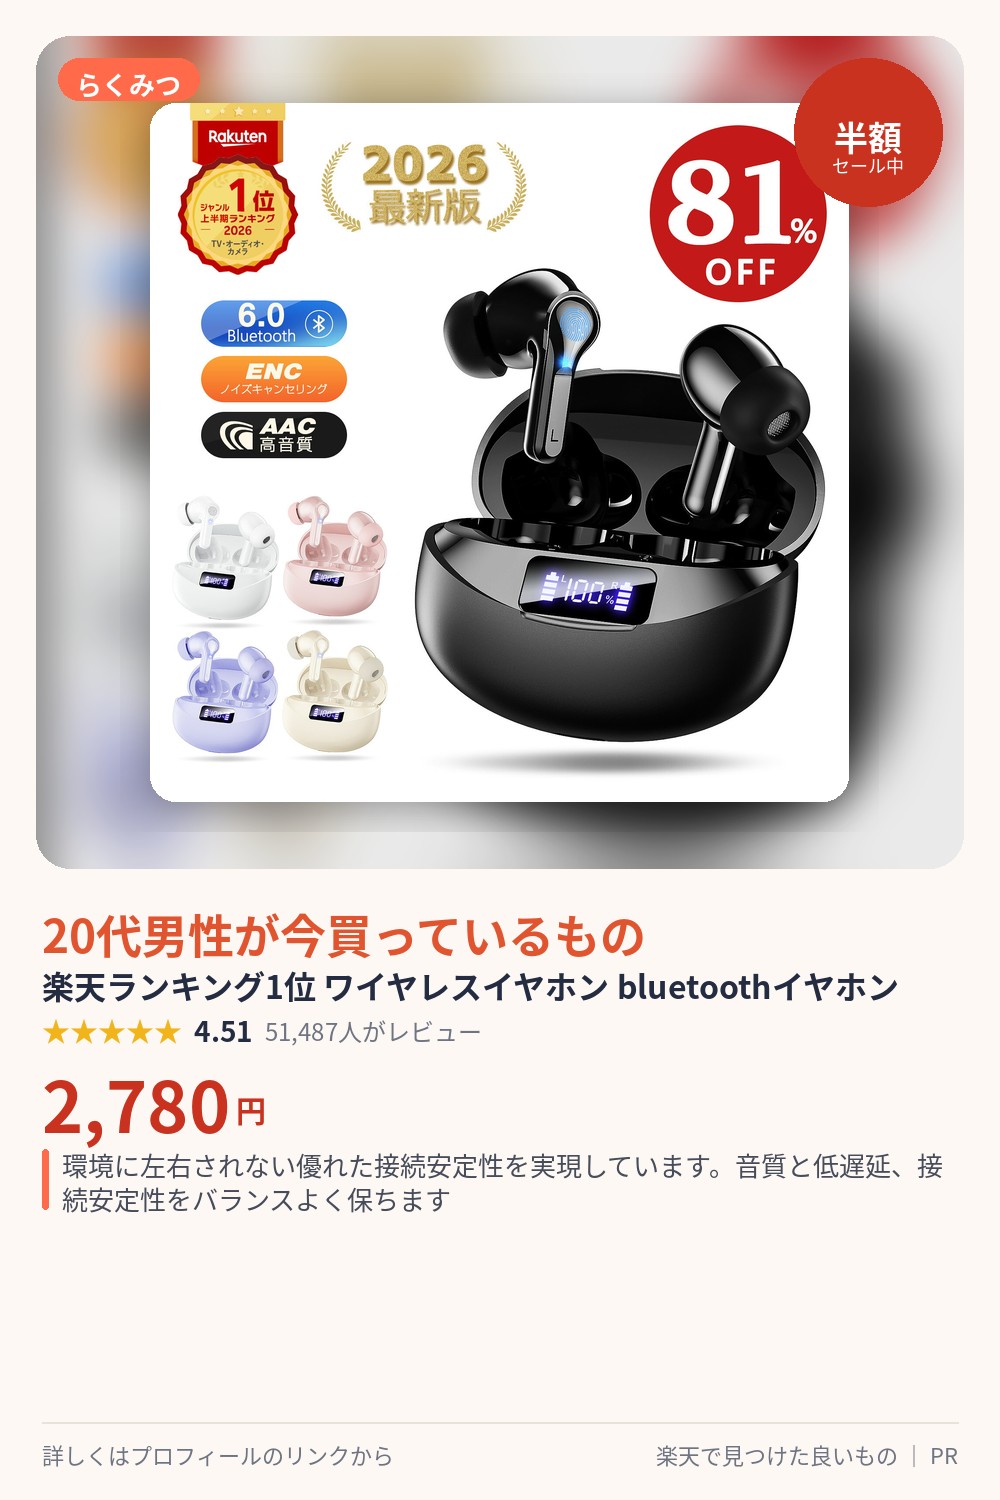 らくみつ
半額
セール中
Rakuten
ジャンル 1位
上半期ランキング
2026
TV・オーディオ・
カメラ
2026
最新版
81%
OFF
6.0
Bluetooth
ENC
ノイズキャンセリング
AAC
高音質
L
L 100% R
20代男性が今買っているもの
楽天ランキング1位 ワイヤレスイヤホン bluetoothイヤホン
★★★★★ 4.51 51,487人がレビュー
2,780円
環境に左右されない優れた接続安定性を実現しています。音質と低遅延、接
続安定性をバランスよく保ちます
詳しくはプロフィールのリンクから
楽天で見つけた良いもの | PR